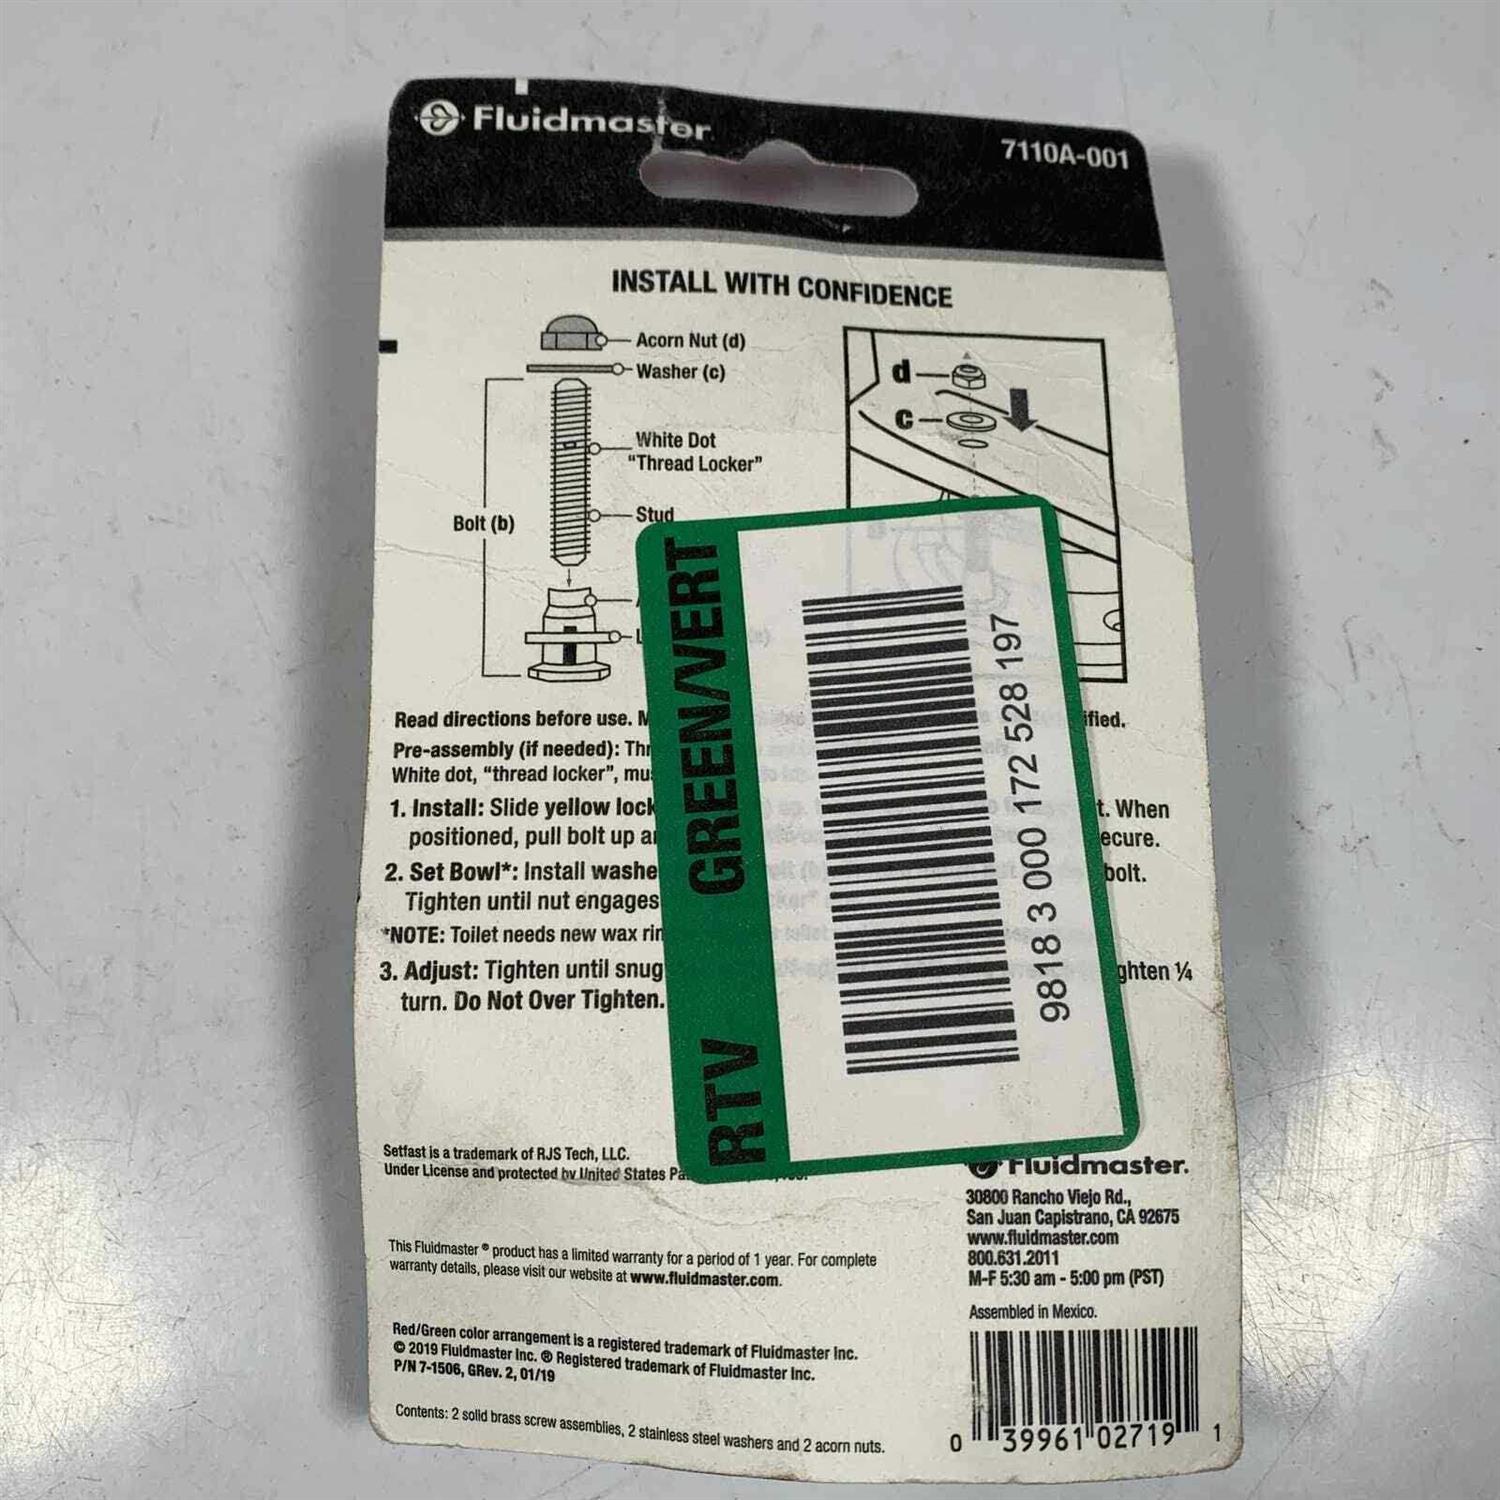 Fluidmaster
7110A-001
INSTALL WITH CONFIDENCE
Acorn Nut (d)
Washer (c)
White Dot
"Thread Locker"
Stud
Bolt (b)
d
c
Read directions before use.
ified.
Pre-assembly (if needed):
White dot, "thread locker",
1. Install: Slide yellow
t. When
positioned, pull bolt up
ecure.
2. Set Bowl*: Install
bolt.
Tighten until nut engages
*NOTE: Toilet needs new wax
3. Adjust: Tighten until snug
ghten ¼
turn. Do Not Over Tighten.
RTV GREEN/VERT
9818 3 000 172 528 197
Setfast is a trademark of RJS Tech, LLC.
Under License and protected by United States
This Fluidmaster ® product has a limited warranty for a period of 1 year. For complete
warranty details, please visit our website at www.fluidmaster.com.
Red/Green color arrangement is a registered trademark of Fluidmaster Inc.
© 2019 Fluidmaster Inc. ® Registered trademark of Fluidmaster Inc.
P/N 7-1506, GRev. 2, 01/19
Contents: 2 solid brass screw assemblies, 2 stainless steel washers and 2 acorn nuts.
Fluidmaster.
30800 Rancho Viejo Rd.,
San Juan Capistrano, CA 92675
www.fluidmaster.com
800.631.2011
M-F 5:30 am - 5:00 pm (PST)
Assembled in Mexico.
0 39961 02719 1